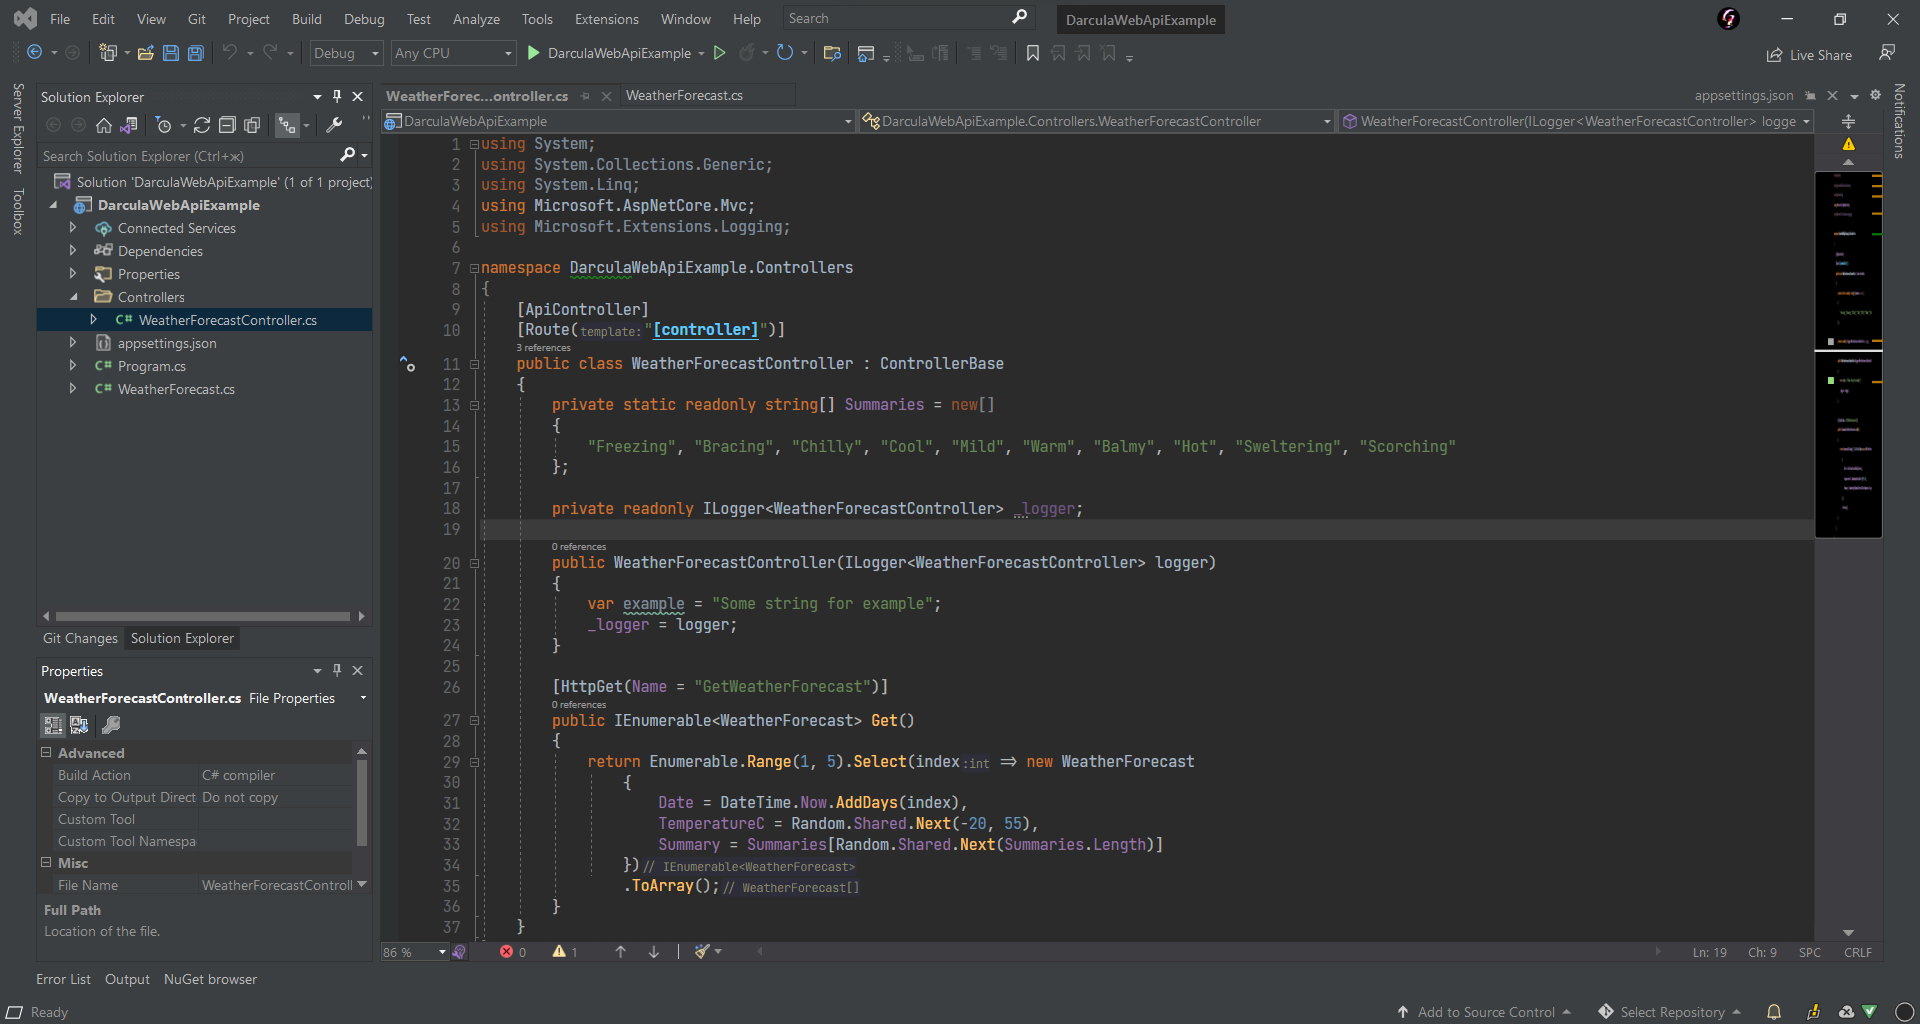 File Edit View Git Project Build Debug Test Analyze Tools Extensions Window Help Search DarculaWebApiExample
Debug Any CPU DarculaWebApiExample Live Share
Server Explorer
Toolbox
Solution Explorer
Search Solution Explorer (Ctrl+ж)
Solution 'DarculaWebApiExample' (1 of 1 project)
DarculaWebApiExample
Connected Services
Dependencies
Properties
Controllers
C# WeatherForecastController.cs
appsettings.json
C# Program.cs
C# WeatherForecast.cs
Git Changes Solution Explorer
Properties
WeatherForecastController.cs File Properties
Advanced
Build Action C# compiler
Copy to Output Direct Do not copy
Custom Tool
Custom Tool Namespa
Misc
File Name WeatherForecastControll
Full Path
Location of the file.
WeatherForec...ontroller.cs WeatherForecast.cs appsettings.json
DarculaWebApiExample DarculaWebApiExample.Controllers.WeatherForecastController WeatherForecastController(ILogger<WeatherForecastController> logge
1 using System;
2 using System.Collections.Generic;
3 using System.Linq;
4 using Microsoft.AspNetCore.Mvc;
5 using Microsoft.Extensions.Logging;
6
7 namespace DarculaWebApiExample.Controllers
8 {
9 [ApiController]
10 [Route(template:"[controller]")]
3 references
11 public class WeatherForecastController : ControllerBase
12 {
13 private static readonly string[] Summaries = new[]
14 {
15 "Freezing", "Bracing", "Chilly", "Cool", "Mild", "Warm", "Balmy", "Hot", "Sweltering", "Scorching"
16 };
17
18 private readonly ILogger<WeatherForecastController> _logger;
19
0 references
20 public WeatherForecastController(ILogger<WeatherForecastController> logger)
21 {
22 var example = "Some string for example";
23 _logger = logger;
24 }
25
26 [HttpGet(Name = "GetWeatherForecast")]
0 references
27 public IEnumerable<WeatherForecast> Get()
28 {
29 return Enumerable.Range(1, 5).Select(index:int => new WeatherForecast
30 {
31 Date = DateTime.Now.AddDays(index),
32 TemperatureC = Random.Shared.Next(-20, 55),
33 Summary = Summaries[Random.Shared.Next(Summaries.Length)]
34 })// IEnumerable<WeatherForecast>
35 .ToArray();// WeatherForecast[]
36 }
37 }
86 % 0 1 Ln: 19 Ch: 9 SPC CRLF
Notifications
Error List Output NuGet browser
Ready Add to Source Control Select Repository